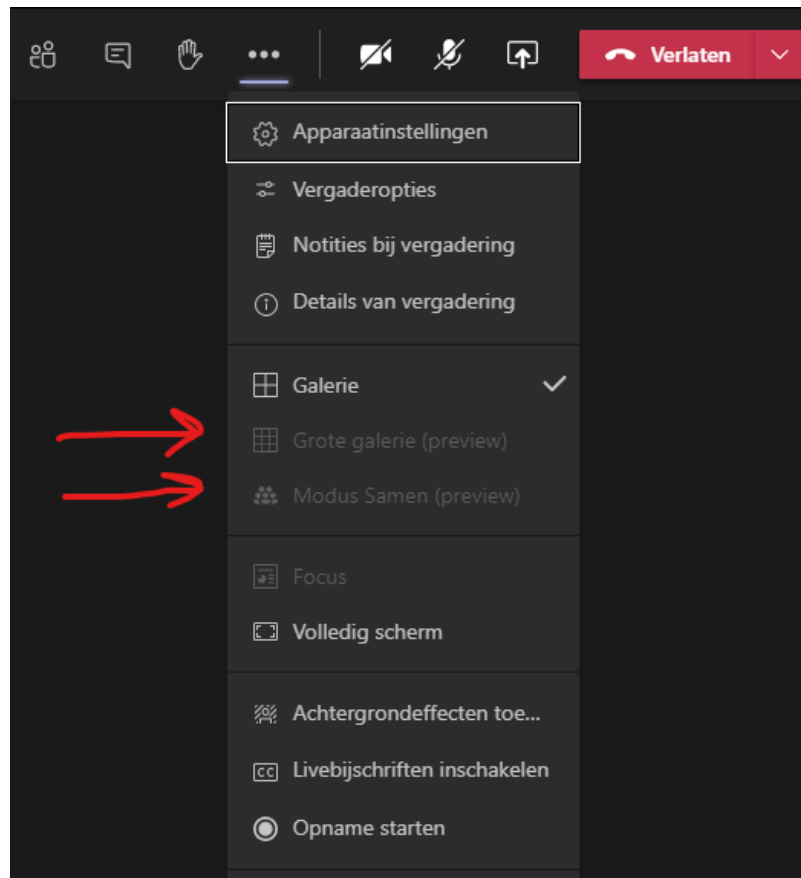 Verlaten
Apparaatinstellingen
Vergaderopties
Notities bij vergadering
Details van vergadering
Galerie
Grote galerie (preview)
Modus Samen (preview)
Focus
Volledig scherm
Achtergrondeffecten toe...
CC Livebijschriften inschakelen
Opname starten